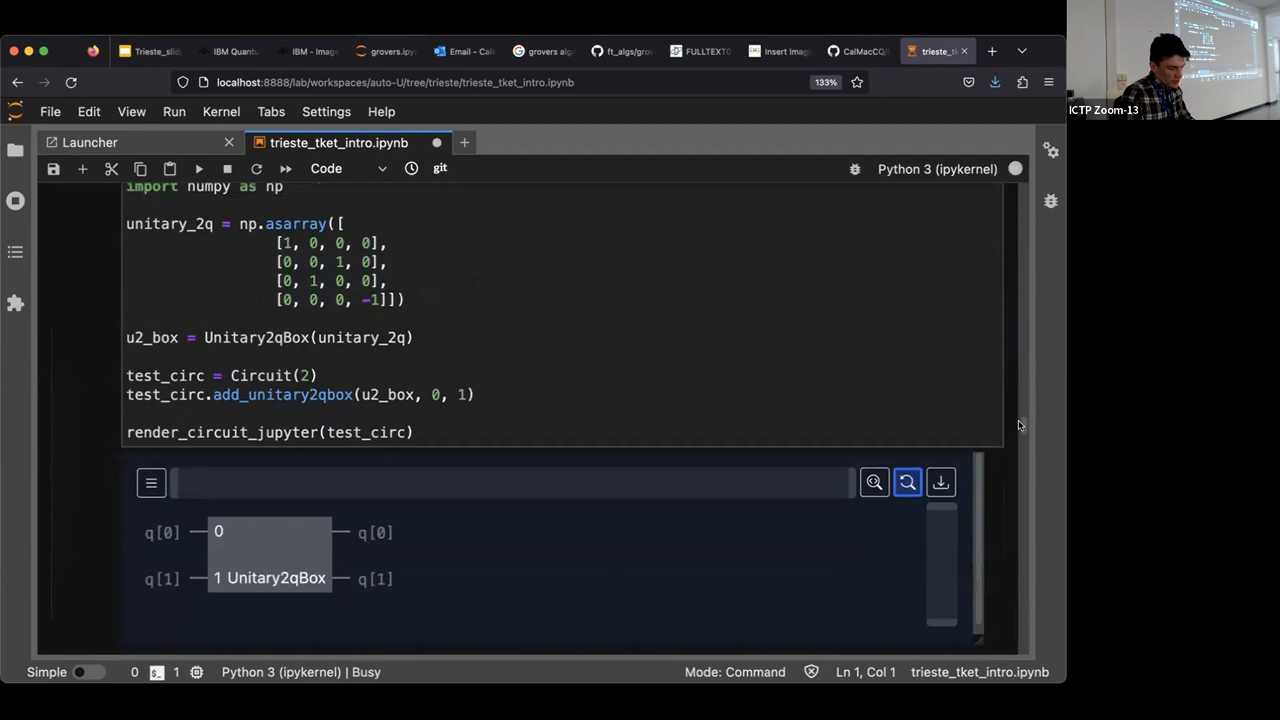 Trieste_slid
IBM Quantu
IBM - Image
grovers.ipy
Email - Cal
grovers alg
ft_algs/gro
FULLTEXT0
Insert Imag
CalMacCQ/
trieste_t
localhost:8888/lab/workspaces/auto-U/tree/trieste/trieste_tket_intro.ipynb
133%
ICTP Zoom-13
File Edit View Run Kernel Tabs Settings Help
Launcher
trieste_tket_intro.ipynb
Code
git
Python 3 (ipykernel)
import numpy as np
unitary_2q = np.asarray([
[1, 0, 0, 0],
[0, 0, 1, 0],
[0, 1, 0, 0],
[0, 0, 0, -1]])
u2_box = Unitary2qBox(unitary_2q)
test_circ = Circuit(2)
test_circ.add_unitary2qbox(u2_box, 0, 1)
render_circuit_jupyter(test_circ)
q[0] 0 q[0]
q[1] 1 Unitary2qBox q[1]
Simple 0 1 Python 3 (ipykernel) | Busy Mode: Command Ln 1, Col 1 trieste_tket_intro.ipynb